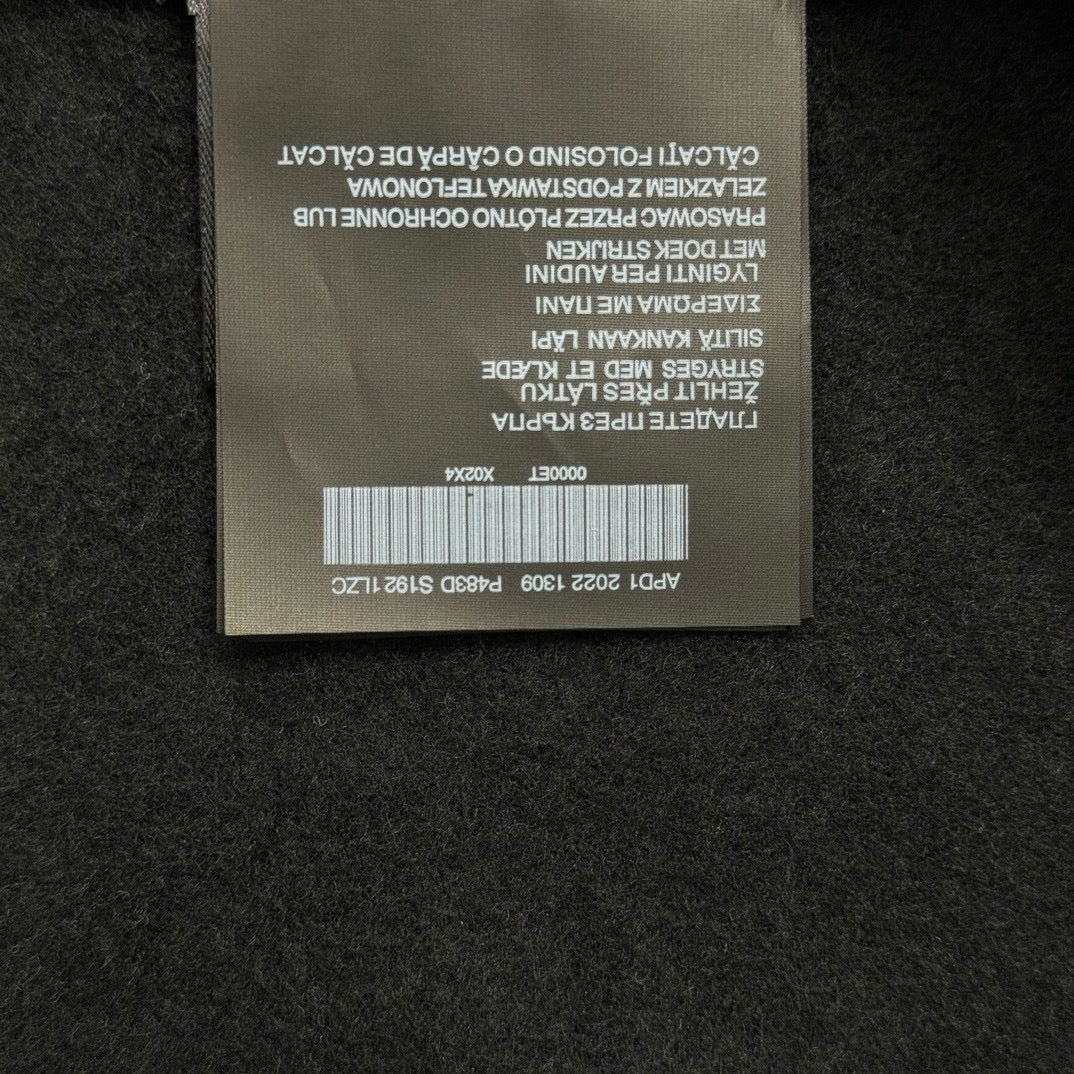 APD1 2022 1309 P483D S192 1LZC
0000ET X02X4
ГЛАДЕТЕ ПРЕЗ КЪРПА
ŽEHLIT PŘES LÁTKU
STRYGES MED ET KLÆDE
SILITÄ KANKAAN LÄPI
ΣΙΔΕΡΩΜΑ ΜΕ ΠΑΝΙ
LYGINTI PER AUDINI
MET DOEK STRIJKEN
PRASOWAC PRZEZ PŁÓTNO OCHRONNE LUB
ZELAZKIEM Z PODSTAWKA TEFLONOWA
CĂLCAȚI FOLOSIND O CÂRPĂ DE CĂLCAT